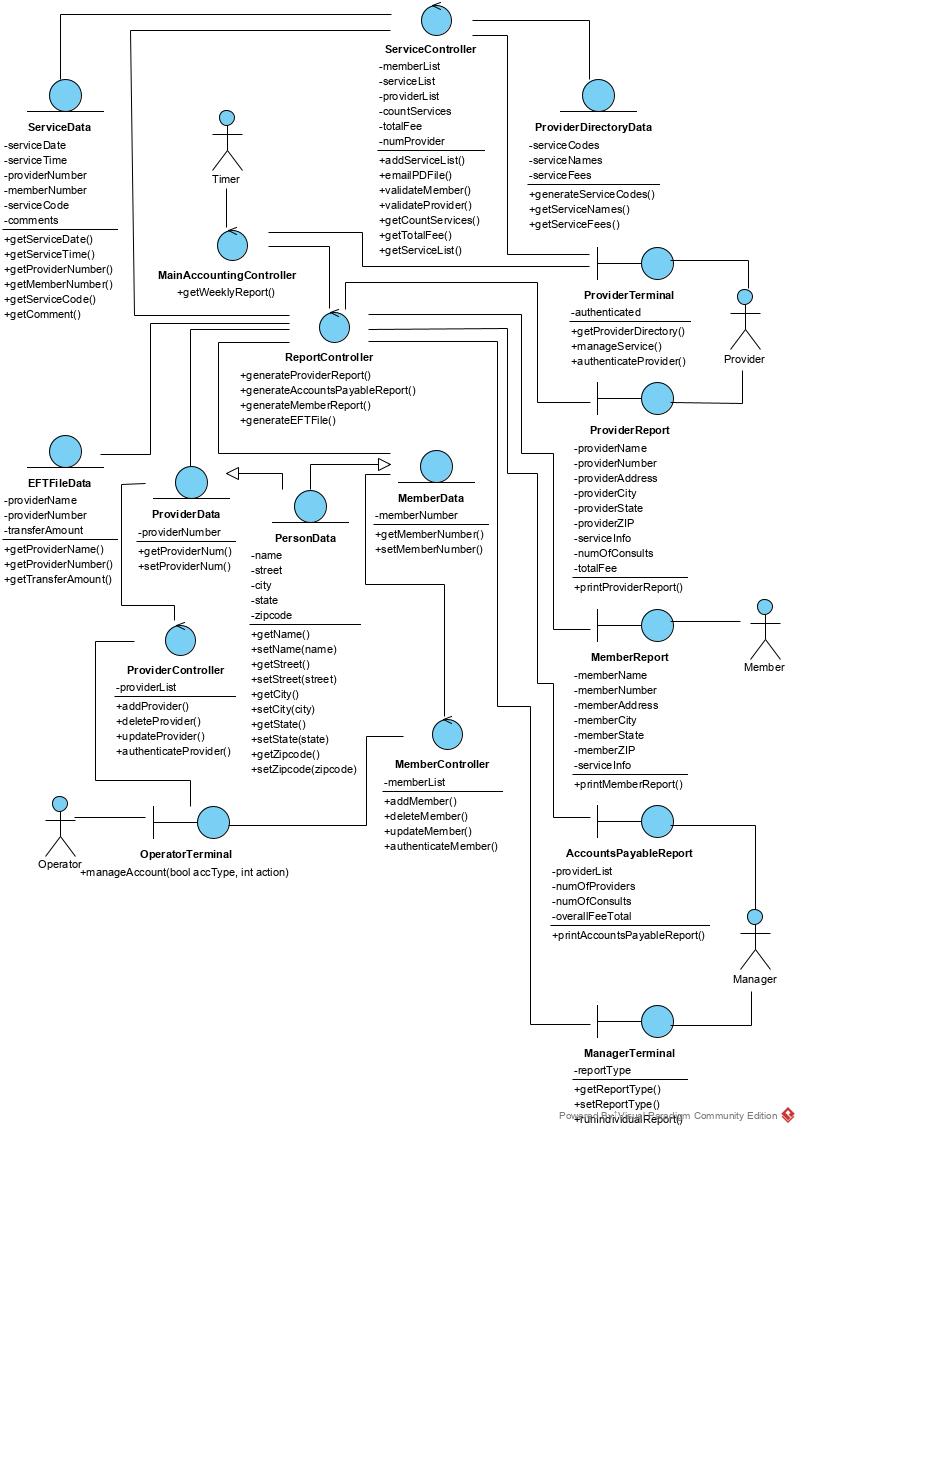 ServiceController
-memberList
-serviceList
-providerList
-countServices
-totalFee
-numProvider
+addServiceList()
+emailPDFile()
+validateMember()
+validateProvider()
+getCountServices()
+getTotalFee()
+getServiceList()
ServiceData
-serviceDate
-serviceTime
-providerNumber
-memberNumber
-serviceCode
-comments
+getServiceDate()
+getServiceTime()
+getProviderNumber()
+getMemberNumber()
+getServiceCode()
+getComment()
ProviderDirectoryData
-serviceCodes
-serviceNames
-serviceFees
+generateServiceCodes()
+getServiceNames()
+getServiceFees()
Timer
MainAccountingController
+getWeeklyReport()
ProviderTerminal
-authenticated
+getProviderDirectory()
+manageService()
+authenticateProvider()
Provider
ReportController
+generateProviderReport()
+generateAccountsPayableReport()
+generateMemberReport()
+generateEFTFile()
ProviderReport
-providerName
-providerNumber
-providerAddress
-providerCity
-providerState
-providerZIP
-serviceInfo
-numOfConsults
-totalFee
+printProviderReport()
EFTFileData
-providerName
-providerNumber
-transferAmount
+getProviderName()
+getProviderNumber()
+getTransferAmount()
ProviderData
-providerNumber
+getProviderNum()
+setProviderNum()
PersonData
-name
-street
-city
-state
-zipcode
+getName()
+setName(name)
+getStreet()
+setStreet(street)
+getCity()
+setCity(city)
+getState()
+setState(state)
+getZipcode()
+setZipcode(zipcode)
MemberData
-memberNumber
+getMemberNumber()
+setMemberNumber()
ProviderController
-providerList
+addProvider()
+deleteProvider()
+updateProvider()
+authenticateProvider()
MemberReport
-memberName
-memberNumber
-memberAddress
-memberCity
-memberState
-memberZIP
-serviceInfo
+printMemberReport()
Member
MemberController
-memberList
+addMember()
+deleteMember()
+updateMember()
+authenticateMember()
Operator
OperatorTerminal
+manageAccount(bool accType, int action)
AccountsPayableReport
-providerList
-numOfProviders
-numOfConsults
-overallFeeTotal
+printAccountsPayableReport()
Manager
ManagerTerminal
-reportType
+getReportType()
+setReportType()
+runIndividualReport()
Powered By Visual Paradigm Community Edition